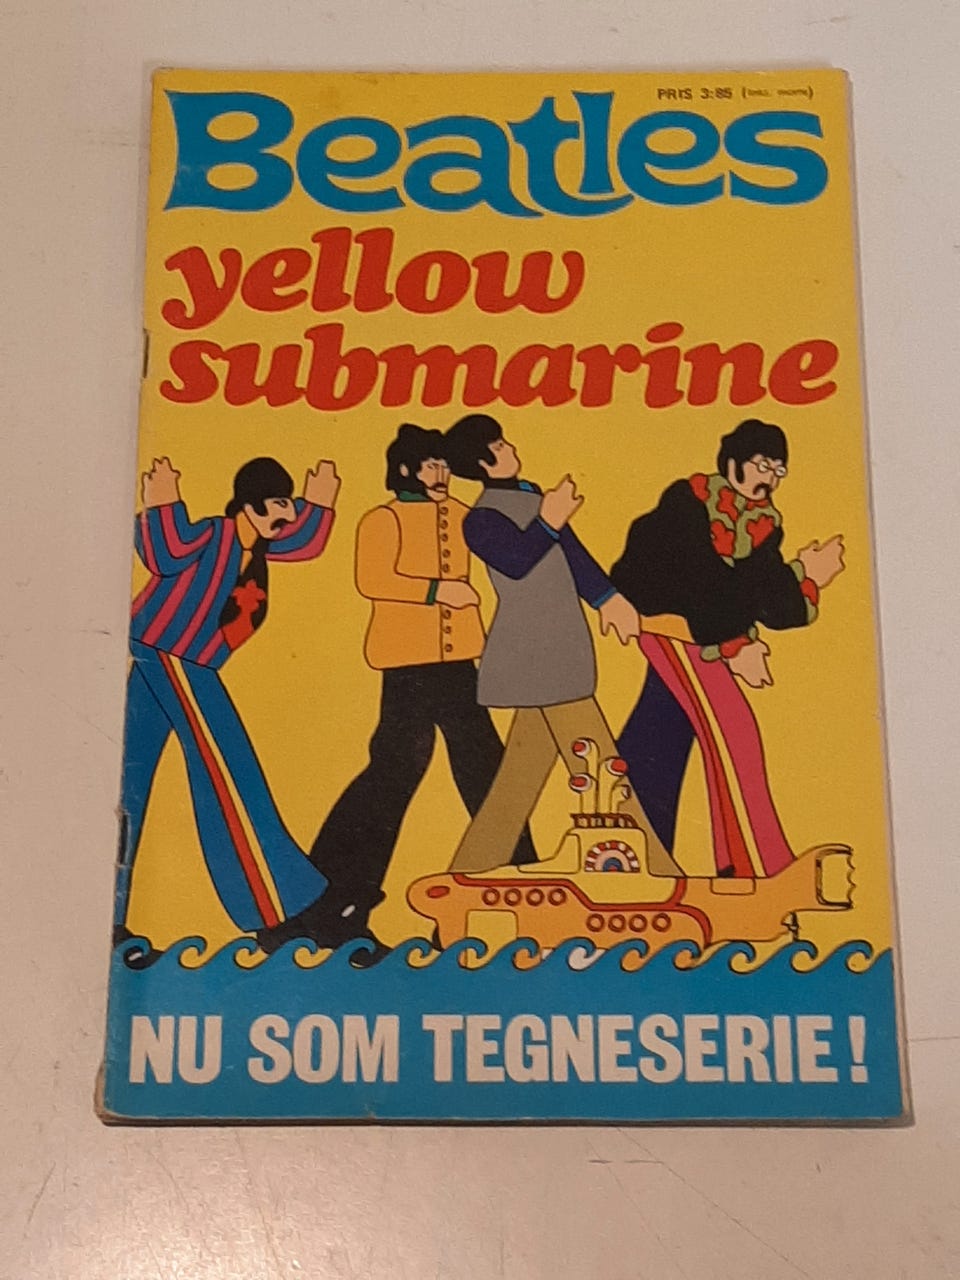 PRIS 3:85 (
Beatles
yellow
submarine
NU SOM TEGNESERIE!